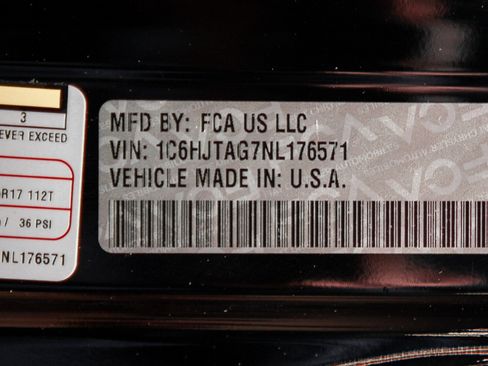 3
EVER EXCEED
R17 112T
/ 36 PSI
NL176571
MFD BY: FCA US LLC
VIN: 1C6HJTAG7NL176571
VEHICLE MADE IN: U.S.A.